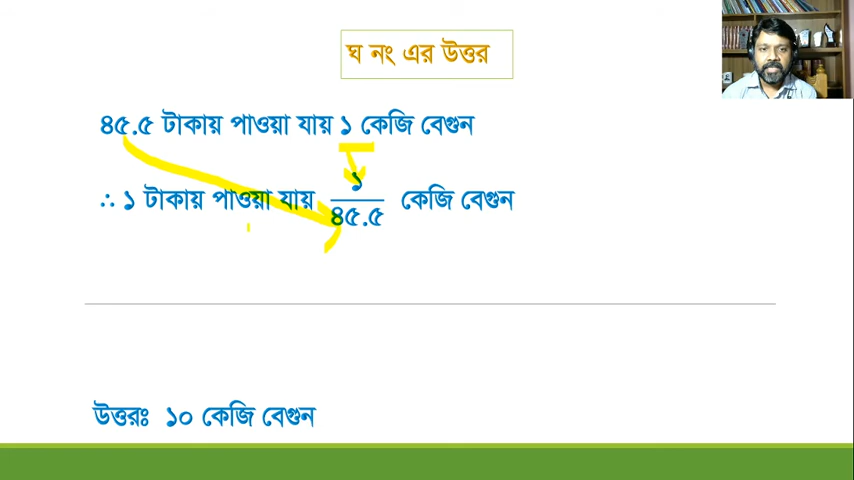 ঘ নং এর উত্তর
৪৫.৫ টাকায় পাওয়া যায় ১ কেজি বেগুন
∴ ১ টাকায় পাওয়া যায় ১/৪৫.৫ কেজি বেগুন
উত্তরঃ ১০ কেজি বেগুন